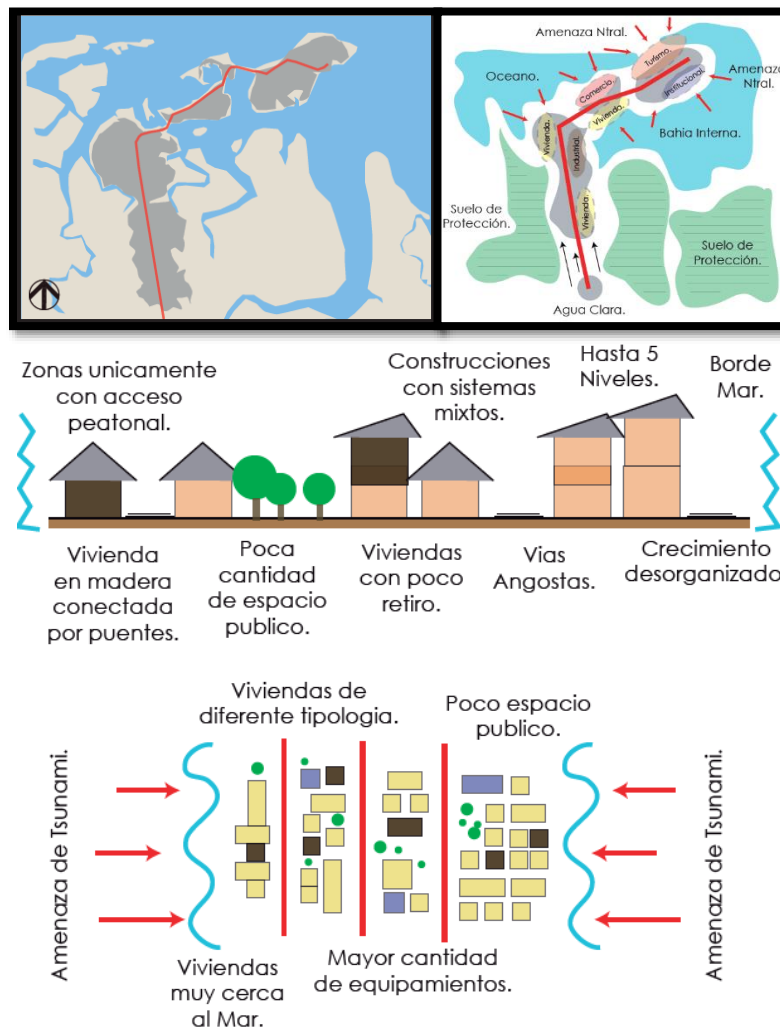 Amenaza Ntral.
Oceano.
Turismo.
Amenaza
Ntral.
Institucional.
Comercio.
Vivienda.
Bahía Interna.
Vivienda.
Industrial.
Vivienda.
Suelo de
Protección.
Suelo de
Protección.
Agua Clara.
Zonas unicamente
con acceso
peatonal.
Construcciones
con sistemas
mixtos.
Hasta 5
Niveles.
Borde
Mar.
Vivienda
en madera
conectada
por puentes.
Poca
cantidad
de espacio
publico.
Viviendas
con poco
retiro.
Vias
Angostas.
Crecimiento
desorganizado
Viviendas de
diferente tipologia.
Poco espacio
publico.
Amenaza de Tsunami.
Amenaza de Tsunami.
Viviendas
muy cerca
al Mar.
Mayor cantidad
de equipamientos.